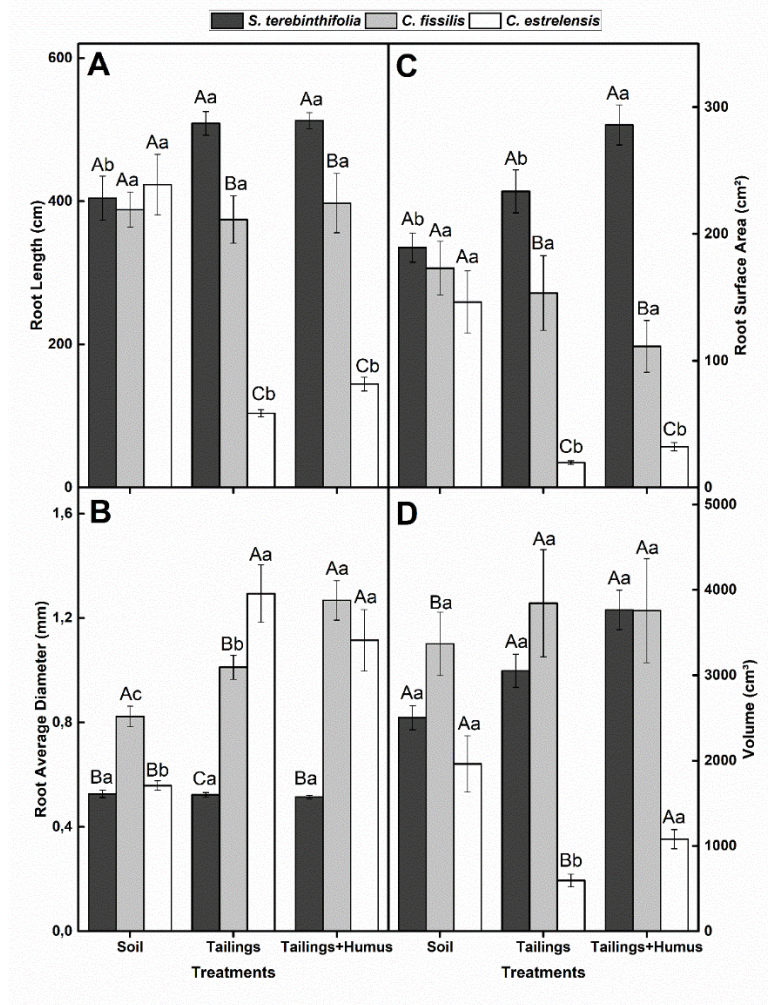 S. terebinthifolia C. fissilis C. estrelensis
A
600
400
200
0
Root Length (cm)
Ab Aa Aa
Aa Ba Cb
Aa Ba Cb
C
300
200
100
0
Root Surface Area (cm²)
Ab Aa Aa
Ab Ba Cb
Aa Ba Cb
B
1,6
1,2
0,8
0,4
0,0
Root Average Diameter (mm)
Ba Ac Bb
Ca Bb Aa
Ba Aa Aa
Soil Tailings Tailings+Humus
Treatments
D
5000
4000
3000
2000
1000
0
Volume (cm³)
Aa Ba Aa
Aa Aa Bb
Aa Aa Aa
Soil Tailings Tailings+Humus
Treatments